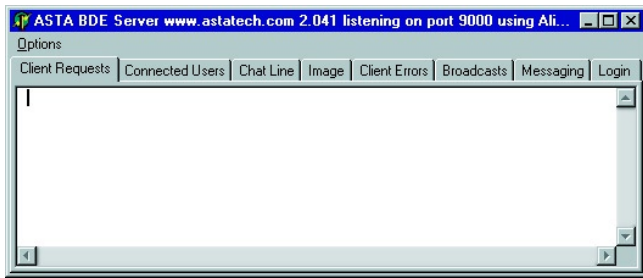 ASTA BDE Server www.astatech.com 2.041 listening on port 9000 using Ali...
Options
Client Requests Connected Users Chat Line Image Client Errors Broadcasts Messaging Login